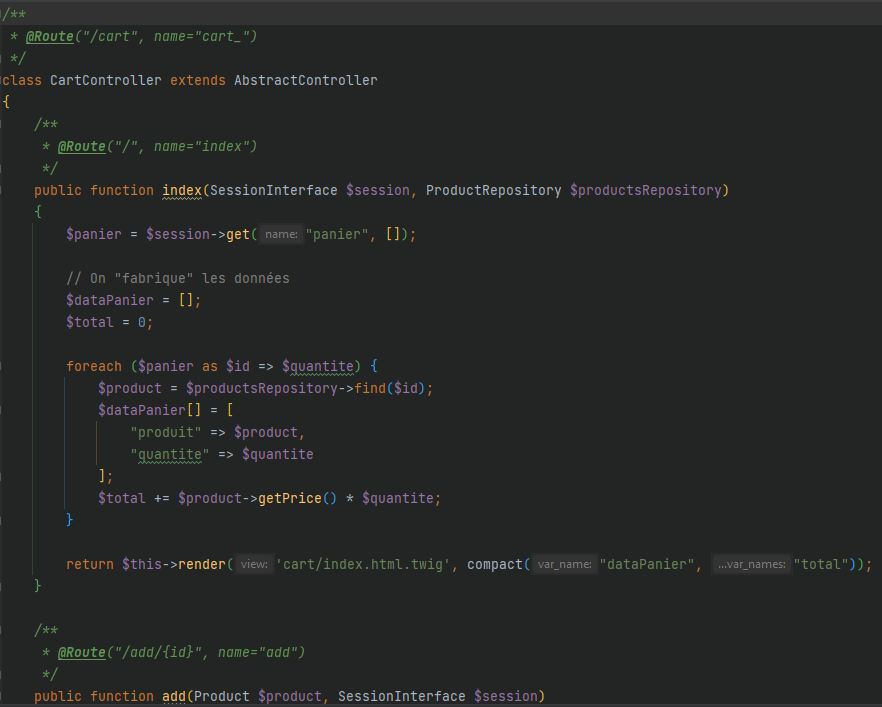 /**
 * @Route("/cart", name="cart_")
 */
class CartController extends AbstractController
{
    /**
     * @Route("/", name="index")
     */
    public function index(SessionInterface $session, ProductRepository $productsRepository)
    {
        $panier = $session->get( name: "panier", []);

        // On "fabrique" les données
        $dataPanier = [];
        $total = 0;

        foreach ($panier as $id => $quantite) {
            $product = $productsRepository->find($id);
            $dataPanier[] = [
                "produit" => $product,
                "quantite" => $quantite
            ];
            $total += $product->getPrice() * $quantite;
        }

        return $this->render( view: 'cart/index.html.twig', compact( var_name: "dataPanier", ...var_names: "total"));
    }

    /**
     * @Route("/add/{id}", name="add")
     */
    public function add(Product $product, SessionInterface $session)